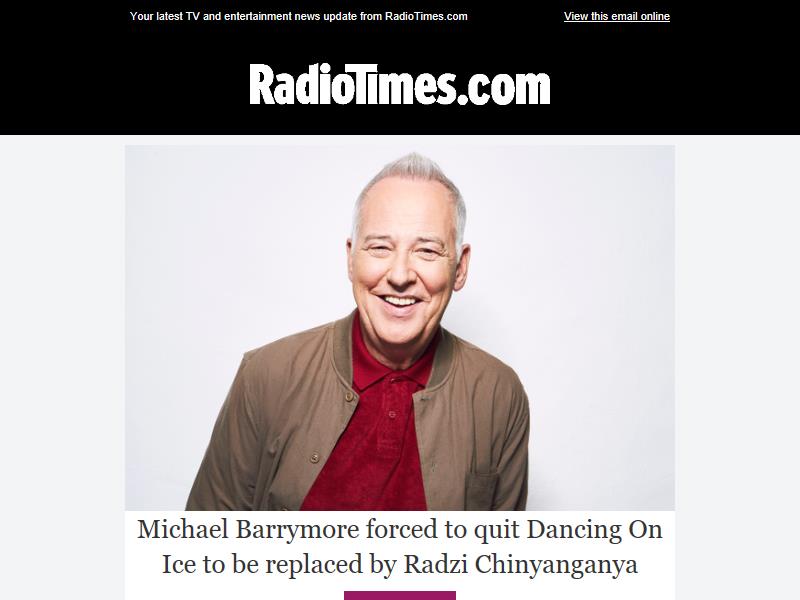 Your latest TV and entertainment news update from RadioTimes.com
View this email online
RadioTimes.com
Michael Barrymore forced to quit Dancing On
Ice to be replaced by Radzi Chinyanganya